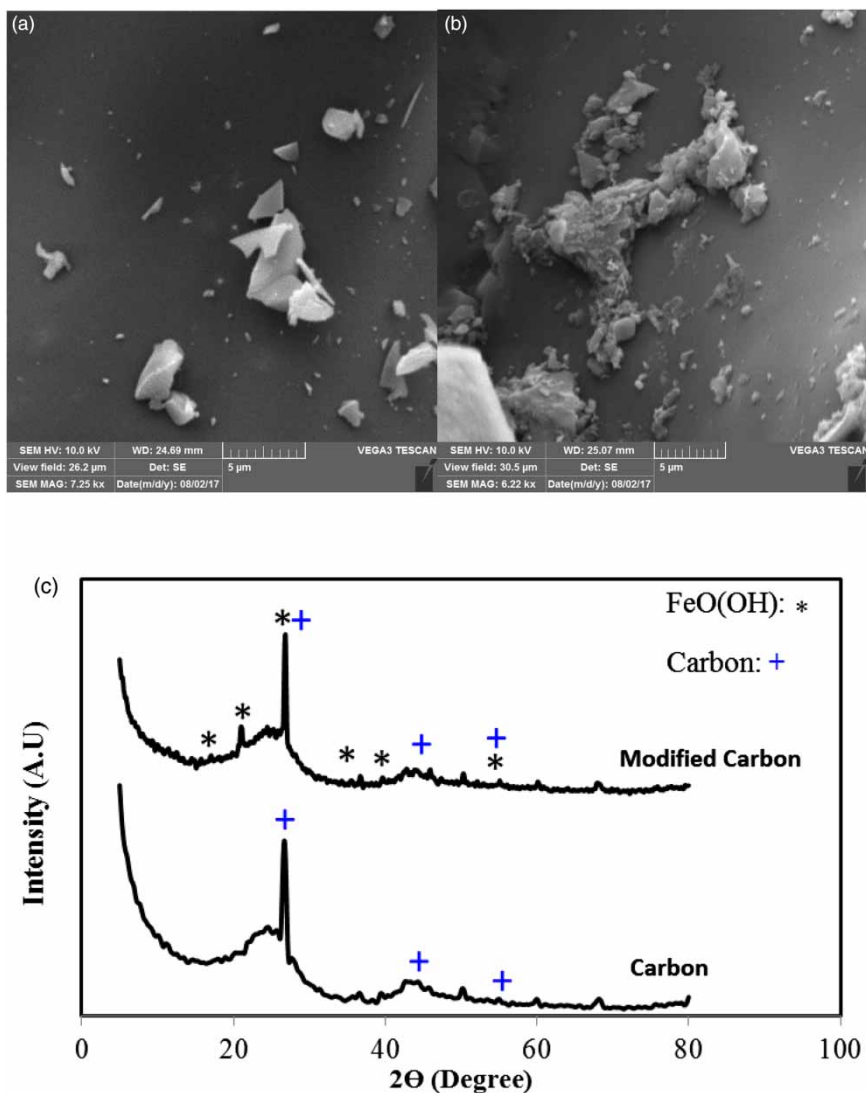 (a)
SEM HV: 10.0 kV WD: 24.69 mm VEGA3 TESCAN
View field: 26.2 µm Det: SE 5 µm
SEM MAG: 7.25 kx Date(m/d/y): 08/02/17
(b)
SEM HV: 10.0 kV WD: 25.07 mm VEGA3 TESCAN
View field: 30.5 µm Det: SE 5 µm
SEM MAG: 6.22 kx Date(m/d/y): 08/02/17
(c)
FeO(OH): *
Carbon: +
Modified Carbon
Carbon
Intensity (A.U)
0 20 40 60 80 100
2Ɵ (Degree)